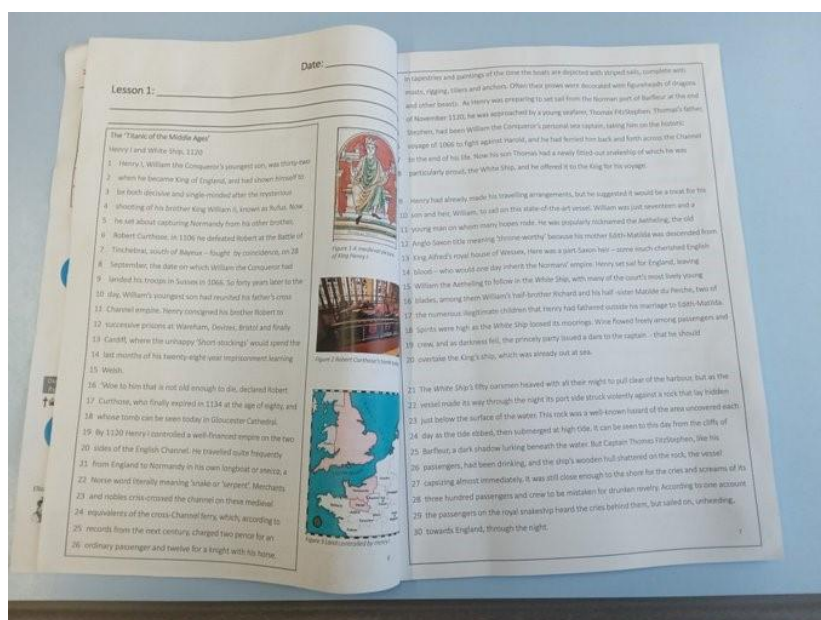 Date:
Lesson 1:
The 'Titanic of the Middle Ages'
Henry I and White Ship, 1120
1 Henry I, William the Conqueror's youngest son, was thirty-two
2 when he became King of England, and had shown himself to
3 be both decisive and single-minded after the mysterious
4 shooting of his brother King William II, known as Rufus. Now
5 he set about capturing Normandy from his other brother,
6 Robert Curthose. In 1106 he defeated Robert at the Battle of
7 Tinchebrai, south of Bayeux – fought by coincidence, on 28
8 September, the date on which William the Conqueror had
9 landed his troops in Sussex in 1066. So forty years later to the
10 day, William's youngest son had reunited his father's cross
11 Channel empire. Henry consigned his brother Robert to
12 successive prisons at Wareham, Devizes, Bristol and finally
13 Cardiff, where the unhappy 'Short-stockings' would spend the
14 last months of his twenty-eight year imprisonment learning
15 Welsh.
16 'Woe to him that is not old enough to die, declared Robert
17 Curthose, who finally expired in 1134 at the age of eighty, and
18 whose tomb can be seen today in Gloucester Cathedral.
19 By 1120 Henry I controlled a well-financed empire on the two
20 sides of the English Channel. He travelled quite frequently
21 from England to Normandy in his own longboat or esnecce, a
22 Norse word literally meaning 'snake or 'serpent'. Merchants
23 and nobles criss-crossed the channel on these medieval
24 equivalents of the cross-Channel ferry, which, according to
25 records from the next century, charged two pence for an
26 ordinary passenger and twelve for a knight with his horse.
Figure 1 A medieval picture
of King Henry I
Figure 2 Robert Curthose's tomb
Figure 3 Land controlled by Henry I
6
In tapestries and paintings of the time the boats are depicted with striped sails, complete with
masts, rigging, tillers and anchors. Often their prows were decorated with figureheads of dragons
and other beasts. As Henry was preparing to set sail from the Norman port of Barfleur at the end
of November 1120, he was approached by a young seafarer, Thomas FitzStephen. Thomas's father,
Stephen, had been William the Conqueror's personal sea captain, taking him on the historic
voyage of 1066 to fight against Harold, and he had ferried him back and forth across the Channel
7 to the end of his life. Now his son Thomas had a newly fitted-out snakeship of which he was
8 particularly proud, the White Ship, and he offered it to the King for his voyage.
9 Henry had already made his travelling arrangements, but he suggested it would be a treat for his
10 son and heir, William, to sail on this state-of-the-art vessel. William was just seventeen and a
11 young man on whom many hopes rode. He was popularly nicknamed the Aetheling, the old
12 Anglo Saxon title meaning 'throne-worthy' because his mother Edith-Matilda was descended from
13 King Alfred's royal house of Wessex. Here was a part-Saxon heir – some much cherished English
14 blood – who would one day inherit the Normans' empire. Henry set sail for England, leaving
15 William the Aetheling to follow in the White Ship, with many of the court's most lively young
16 blades, among them William's half-brother Richard and his half-sister Matilda du Perche, two of
17 the numerous illegitimate children that Henry had fathered outside his marriage to Edith-Matilda.
18 Spirits were high as the White Ship loosed its moorings. Wine flowed freely among passengers and
19 crew, and as darkness fell, the princely party issued a dare to the captain – that he should
20 overtake the King's ship, which was already out at sea.
21 The White Ship's fifty oarsmen heaved with all their might to pull clear of the harbour, but as the
22 vessel made its way through the night its port side struck violently against a rock that lay hidden
23 just below the surface of the water. This rock was a well-known hazard of the area uncovered each
24 day as the tide ebbed, then submerged at high tide. It can be seen to this day from the cliffs of
25 Barfleur, a dark shadow lurking beneath the water. But Captain Thomas FitzStephen, like his
26 passengers, had been drinking, and the ship's wooden hull shattered on the rock, the vessel
27 capsizing almost immediately. It was still close enough to the shore for the cries and screams of its
28 three hundred passengers and crew to be mistaken for drunken revelry. According to one account
29 the passengers on the royal snakeship heard the cries behind them, but sailed on, unheeding,
30 towards England, through the night.
7